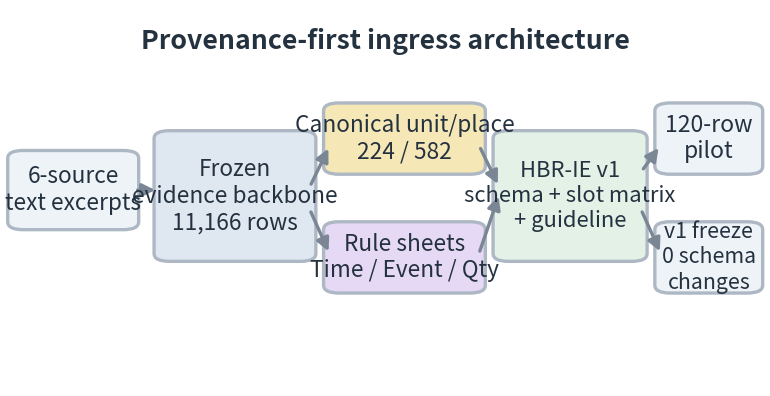 Provenance-first ingress architecture
6-source
text excerpts
Frozen
evidence backbone
11,166 rows
Canonical unit/place
224 / 582
Rule sheets
Time / Event / Qty
HBR-IE v1
schema + slot matrix
+ guideline
120-row
pilot
v1 freeze
0 schema
changes